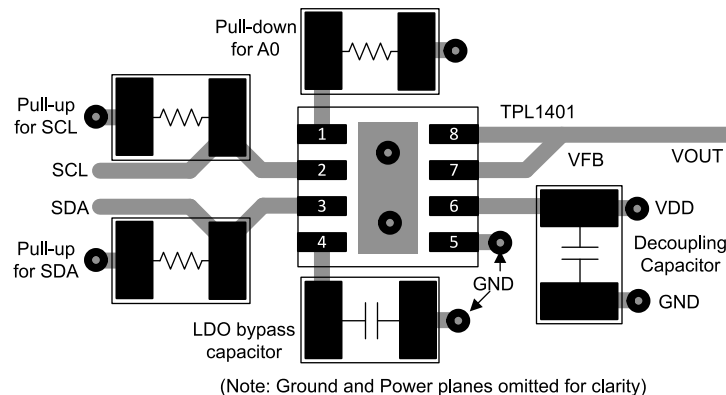 Pull-down
for A0
Pull-up
for SCL
TPL1401
1
8
VFB
VOUT
SCL
2
7
SDA
3
6
VDD
Pull-up
for SDA
4
5
Decoupling
Capacitor
GND
GND
LDO bypass
capacitor
(Note: Ground and Power planes omitted for clarity)